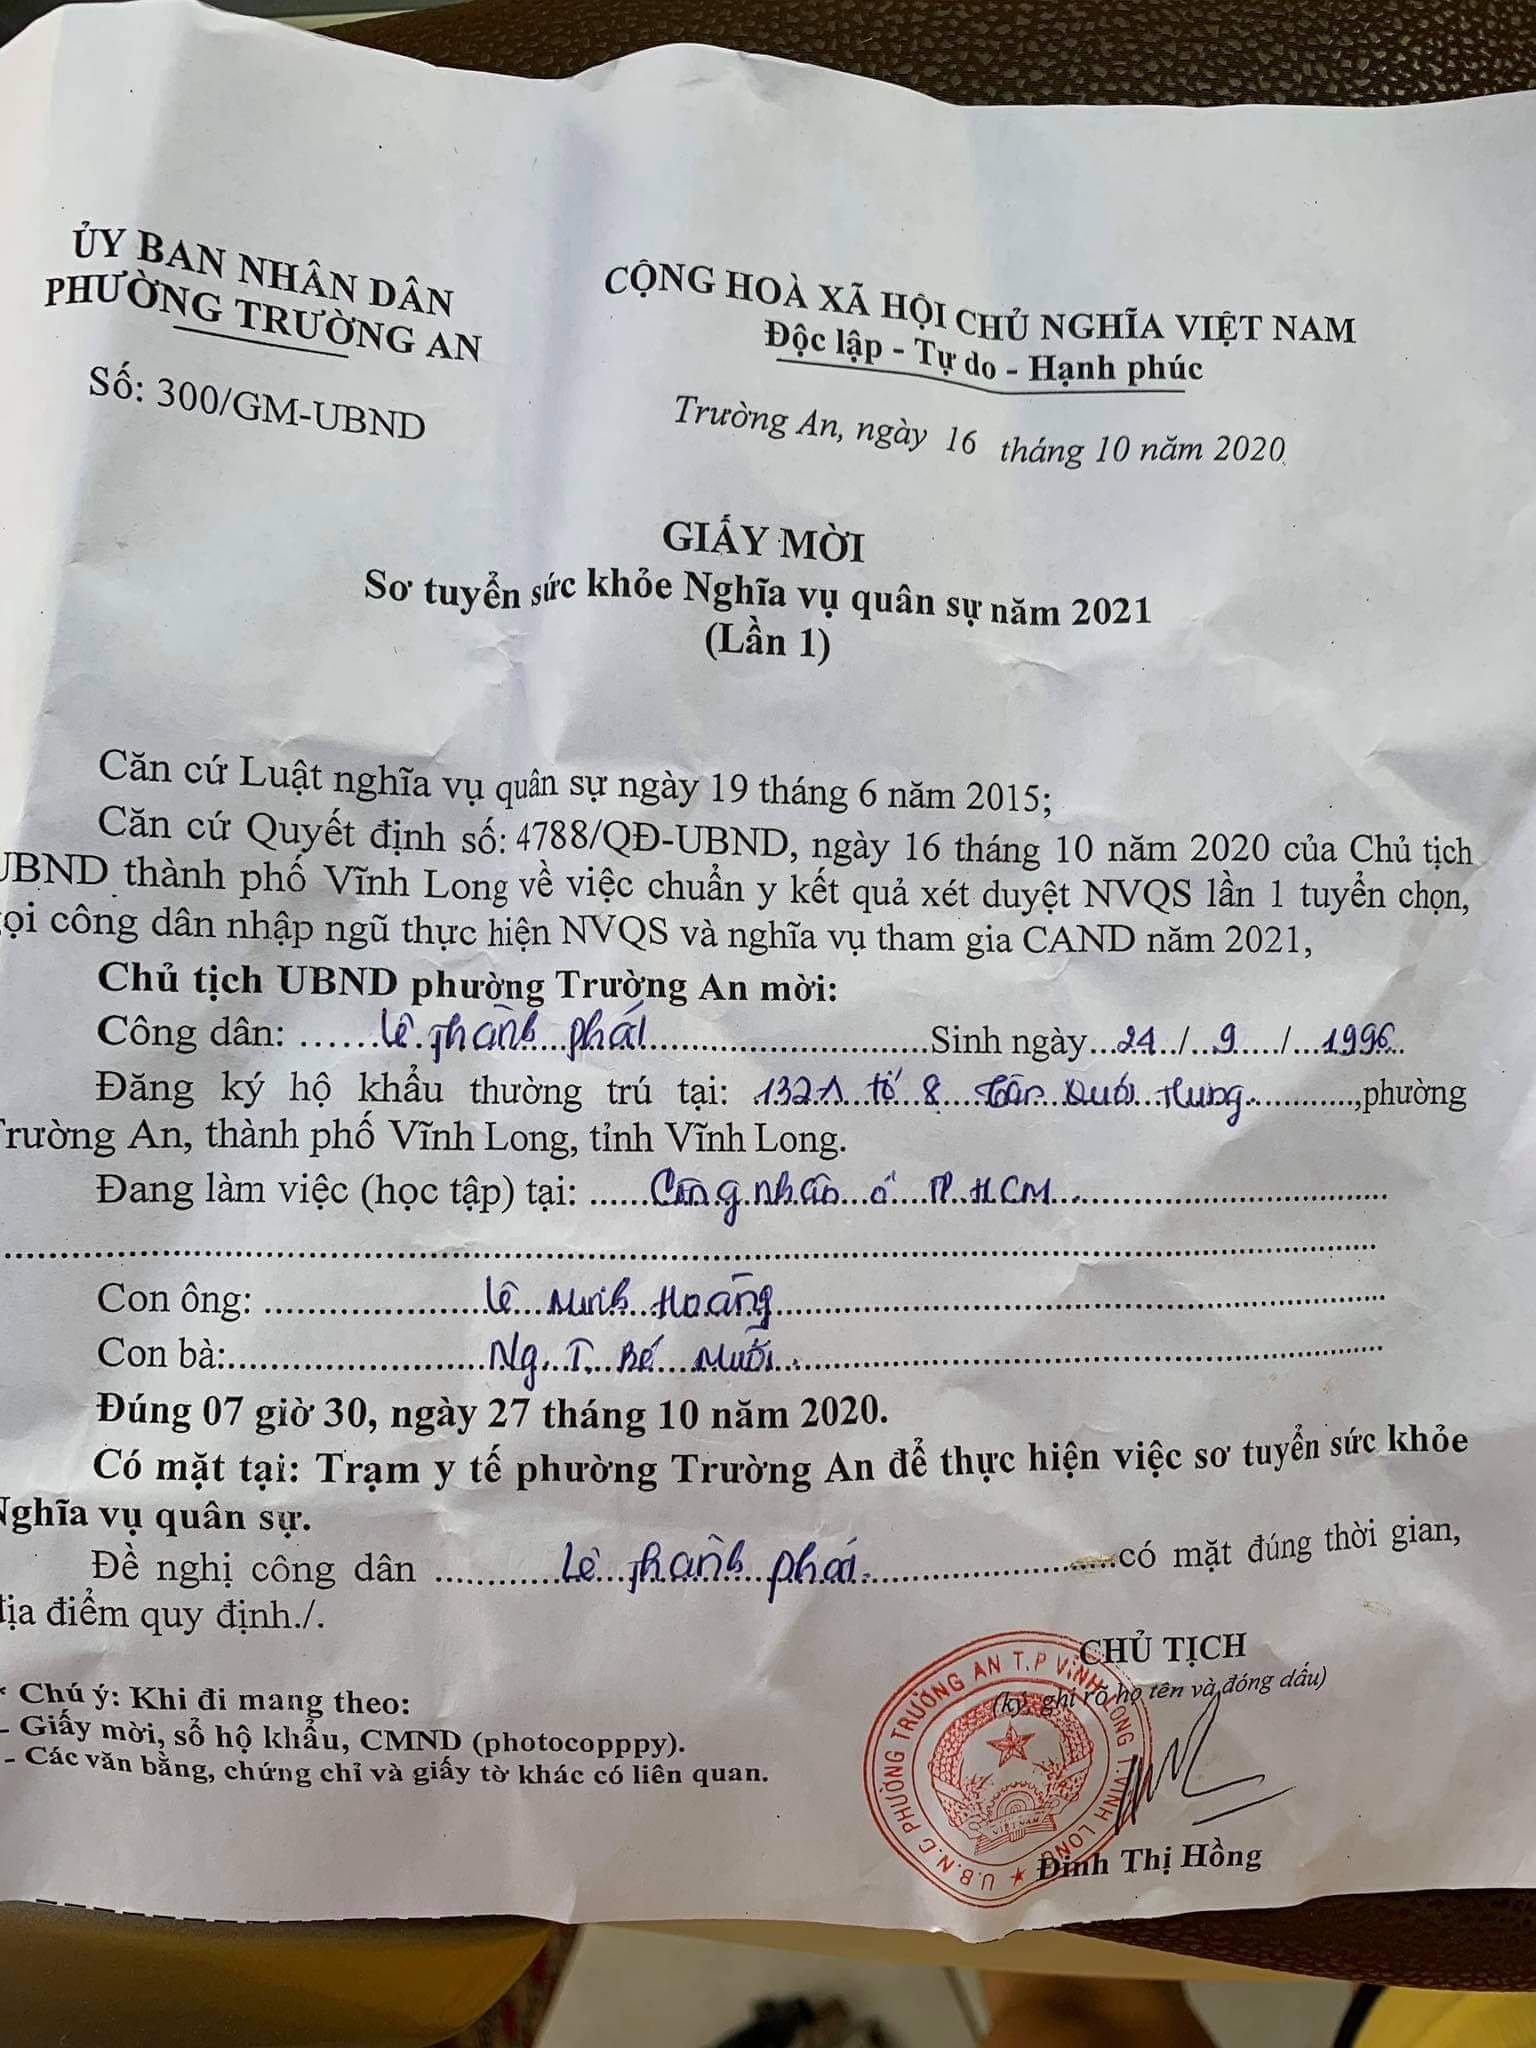 ỦY BAN NHÂN DÂN
PHƯỜNG TRƯỜNG AN
Số: 300/GM-UBND
CỘNG HOÀ XÃ HỘI CHỦ NGHĨA VIỆT NAM
Độc lập - Tự do - Hạnh phúc
Trường An, ngày 16 tháng 10 năm 2020
GIẤY MỜI
Sơ tuyển sức khỏe Nghĩa vụ quân sự năm 2021
(Lần 1)
Căn cứ Luật nghĩa vụ quân sự ngày 19 tháng 6 năm 2015;
Căn cứ Quyết định số: 4788/QĐ-UBND, ngày 16 tháng 10 năm 2020 của Chủ tịch
UBND thành phố Vĩnh Long về việc chuẩn y kết quả xét duyệt NVQS lần 1 tuyển chọn,
ọi công dân nhập ngũ thực hiện NVQS và nghĩa vụ tham gia CAND năm 2021,
Chủ tịch UBND phường Trường An mời:
Công dân: ......Lê Thành Phát..........Sinh ngày...24.../...9.../...1996...
Đăng ký hộ khẩu thường trú tại: 132A tổ 8 Tân Xuân Hưng..........,phường
Trường An, thành phố Vĩnh Long, tỉnh Vĩnh Long.
Đang làm việc (học tập) tại: ......Công nhân ở TP.HCM..........
Con ông: ..........Lê Minh Hoàng..........
Con bà:..........Ng. T. Bé Mười..........
Đúng 07 giờ 30, ngày 27 tháng 10 năm 2020.
Có mặt tại: Trạm y tế phường Trường An để thực hiện việc sơ tuyển sức khỏe
Nghĩa vụ quân sự.
Đề nghị công dân ..........Lê Thành Phát..........có mặt đúng thời gian,
địa điểm quy định./.
* Chú ý: Khi đi mang theo:
- Giấy mời, sổ hộ khẩu, CMND (photocopppy).
- Các văn bằng, chứng chỉ và giấy tờ khác có liên quan.
CHỦ TỊCH
(ký, ghi rõ họ tên và đóng dấu)
U.B.N.D PHƯỜNG TRƯỜNG AN T.P VĨNH LONG T.VĨNH LONG
VIỆT NAM
Đinh Thị Hồng